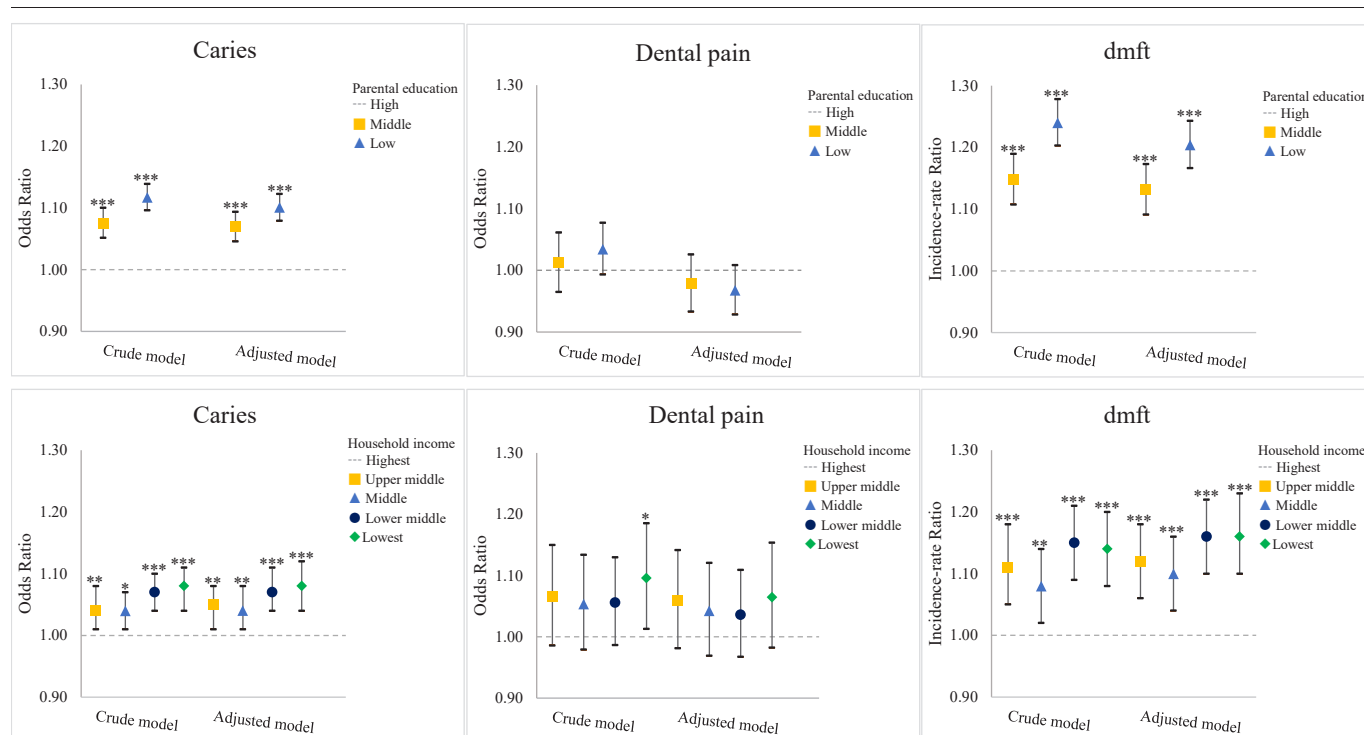 Caries
1.30
1.20
1.10
1.00
0.90
Odds Ratio
***
***
***
***
Parental education
High
Middle
Low
Crude model
Adjusted model
Dental pain
1.30
1.20
1.10
1.00
0.90
Odds Ratio
Parental education
High
Middle
Low
Crude model
Adjusted model
dmft
1.30
1.20
1.10
1.00
0.90
Incidence-rate Ratio
***
***
***
***
Parental education
High
Middle
Low
Crude model
Adjusted model
Caries
1.30
1.20
1.10
1.00
0.90
Odds Ratio
**
*
***
***
**
**
***
***
Household income
Highest
Upper middle
Middle
Lower middle
Lowest
Crude model
Adjusted model
Dental pain
1.30
1.20
1.10
1.00
0.90
Odds Ratio
*
Household income
Highest
Upper middle
Middle
Lower middle
Lowest
Crude model
Adjusted model
dmft
1.30
1.20
1.10
1.00
0.90
Incidence-rate Ratio
***
**
***
***
***
***
***
***
Household income
Highest
Upper middle
Middle
Lower middle
Lowest
Crude model
Adjusted model